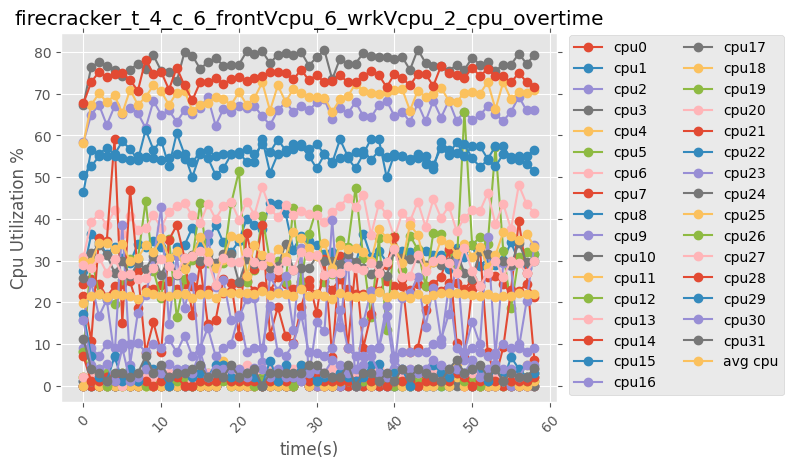 firecracker_t_4_c_6_frontVcpu_6_wrkVcpu_2_cpu_overtime
80
70
60
50
40
30
20
10
0
Cpu Utilization %
0
10
20
30
40
50
60
time(s)
cpu0
cpu1
cpu2
cpu3
cpu4
cpu5
cpu6
cpu7
cpu8
cpu9
cpu10
cpu11
cpu12
cpu13
cpu14
cpu15
cpu16
cpu17
cpu18
cpu19
cpu20
cpu21
cpu22
cpu23
cpu24
cpu25
cpu26
cpu27
cpu28
cpu29
cpu30
cpu31
avg cpu